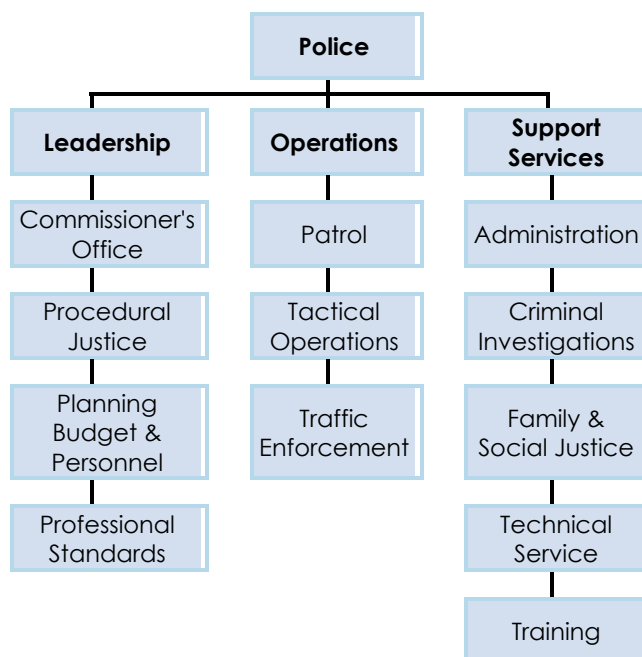 Police
Leadership
Commissioner's
Office
Procedural
Justice
Planning
Budget &
Personnel
Professional
Standards
Operations
Patrol
Tactical
Operations
Traffic
Enforcement
Support
Services
Administration
Criminal
Investigations
Family &
Social Justice
Technical
Service
Training